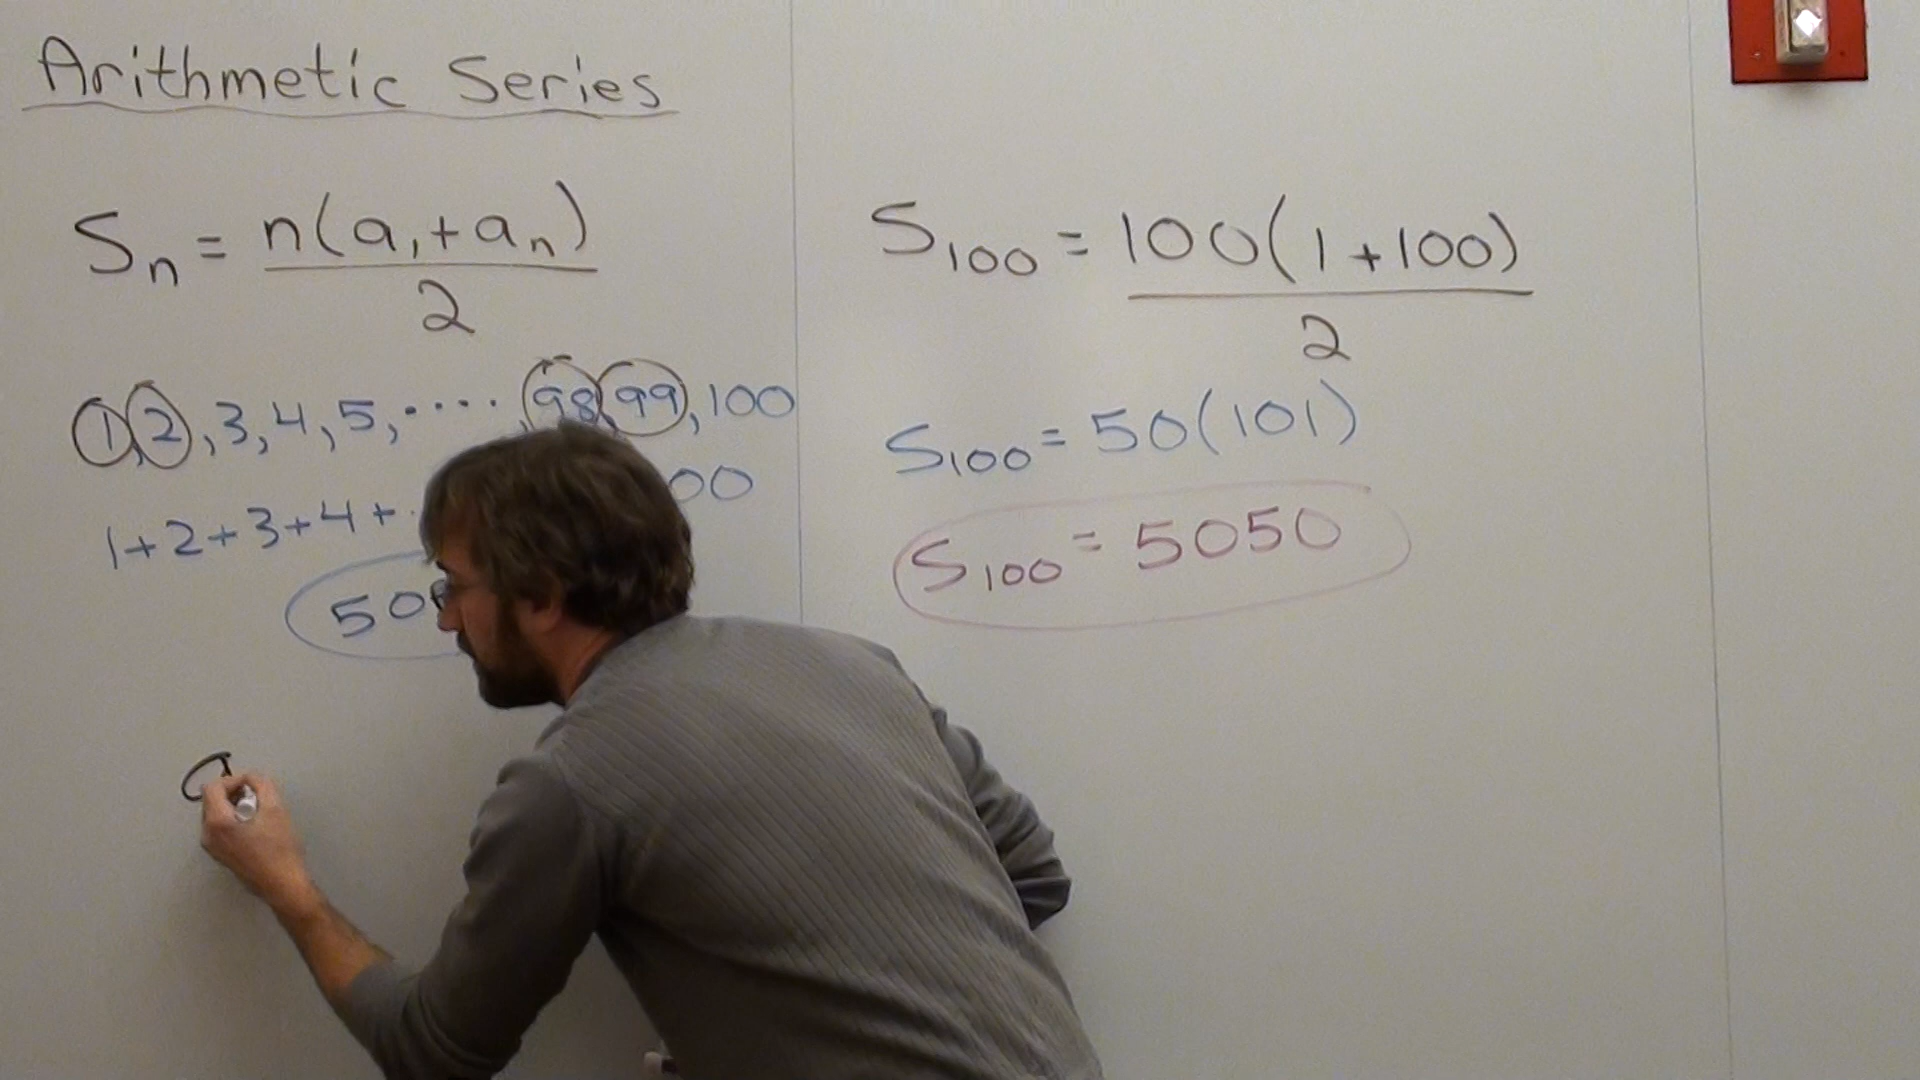 Arithmetic Series
Sn = n(a1+an)
2
1, 2, 3, 4, 5, ....., 98, 99, 100
1+2+3+4+.
00
50
S100 = 100(1+100)
2
S100 = 50(101)
S100 = 5050